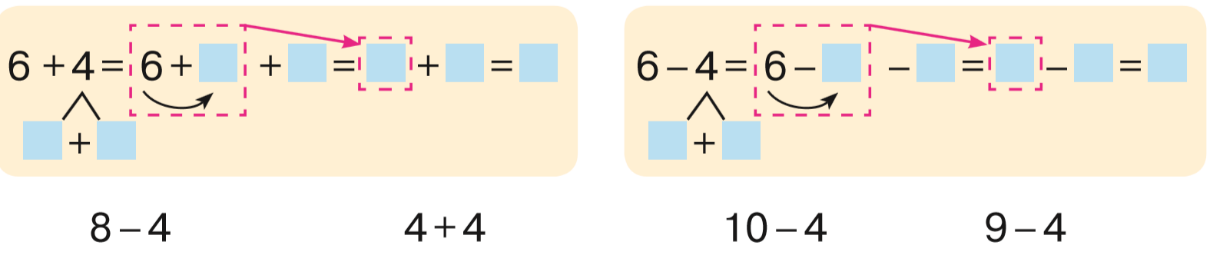 6 + 4 = 6 + □ + □ = □ + □ = □
□ + □
6 – 4 = 6 – □ – □ = □ – □ = □
□ + □
8 – 4
4 + 4
10 – 4
9 – 4